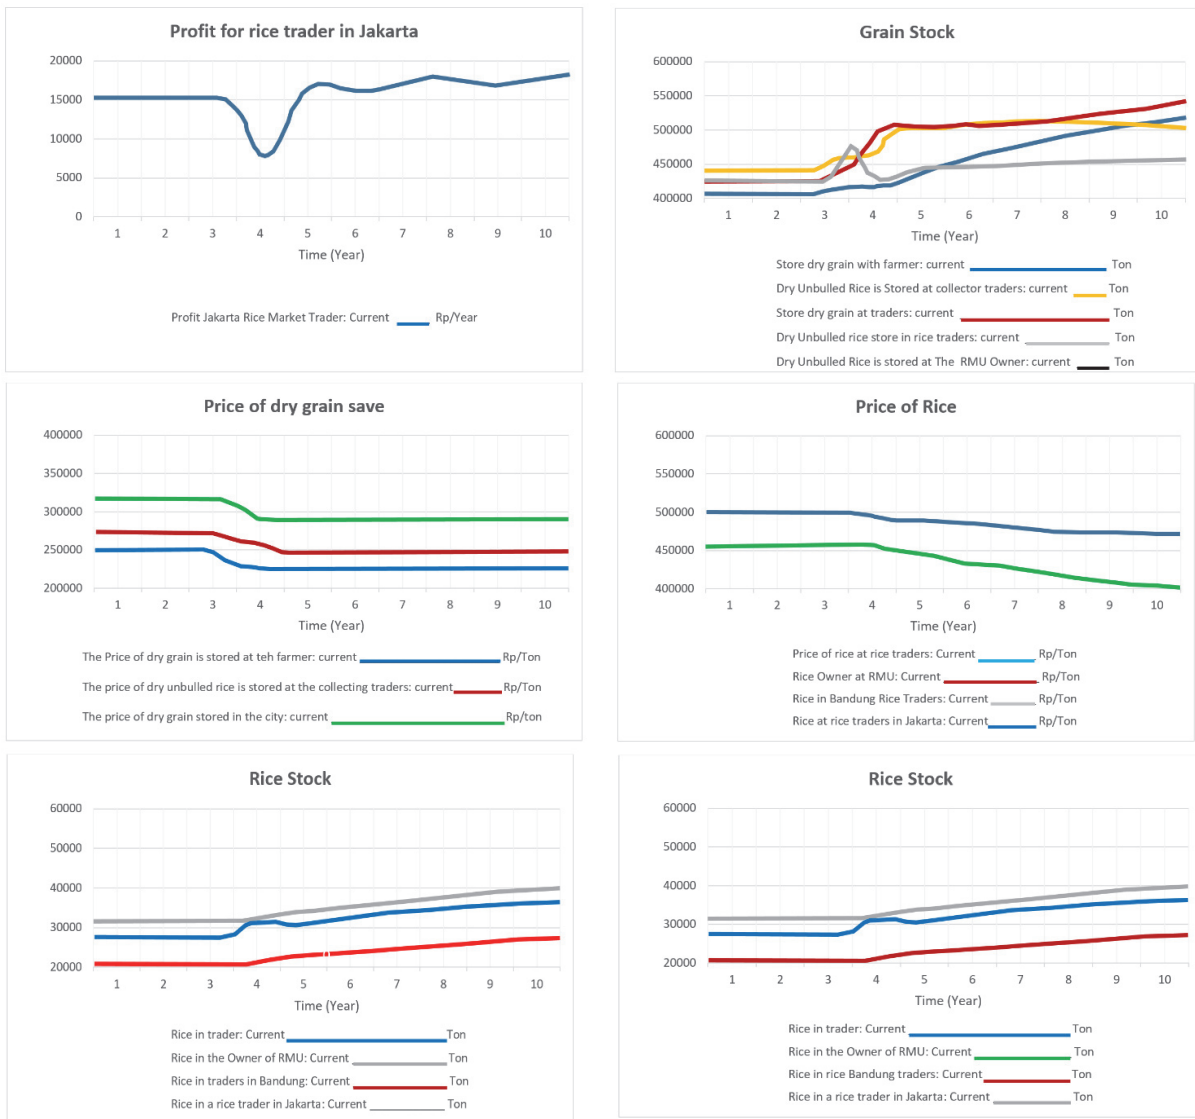 Profit for rice trader in Jakarta
20000
15000
10000
5000
0
1 2 3 4 5 6 7 8 9 10
Time (Year)
Profit Jakarta Rice Market Trader: Current Rp/Year
Grain Stock
600000
550000
500000
450000
400000
1 2 3 4 5 6 7 8 9 10
Time (Year)
Store dry grain with farmer: current Ton
Dry Unbulled Rice is Stored at collector traders: current Ton
Store dry grain at traders: current Ton
Dry Unbulled rice store in rice traders: current Ton
Dry Unbulled Rice is stored at The RMU Owner: current Ton
Price of dry grain save
400000
350000
300000
250000
200000
1 2 3 4 5 6 7 8 9 10
Time (Year)
The Price of dry grain is stored at teh farmer: current Rp/Ton
The price of dry unbulled rice is stored at the collecting traders: current Rp/Ton
The price of dry grain stored in the city: current Rp/ton
Price of Rice
600000
550000
500000
450000
400000
1 2 3 4 5 6 7 8 9 10
Time (Year)
Price of rice at rice traders: Current Rp/Ton
Rice Owner at RMU: Current Rp/Ton
Rice in Bandung Rice Traders: Current Rp/Ton
Rice at rice traders in Jakarta: Current Rp/Ton
Rice Stock
60000
50000
40000
30000
20000
1 2 3 4 5 6 7 8 9 10
Time (Year)
Rice in trader: Current Ton
Rice in the Owner of RMU: Current Ton
Rice in traders in Bandung: Current Ton
Rice in a rice trader in Jakarta: Current Ton
Rice Stock
60000
50000
40000
30000
20000
1 2 3 4 5 6 7 8 9 10
Time (Year)
Rice in trader: Current Ton
Rice in the Owner of RMU: Current Ton
Rice in rice Bandung traders: Current Ton
Rice in a rice trader in Jakarta: Current Ton